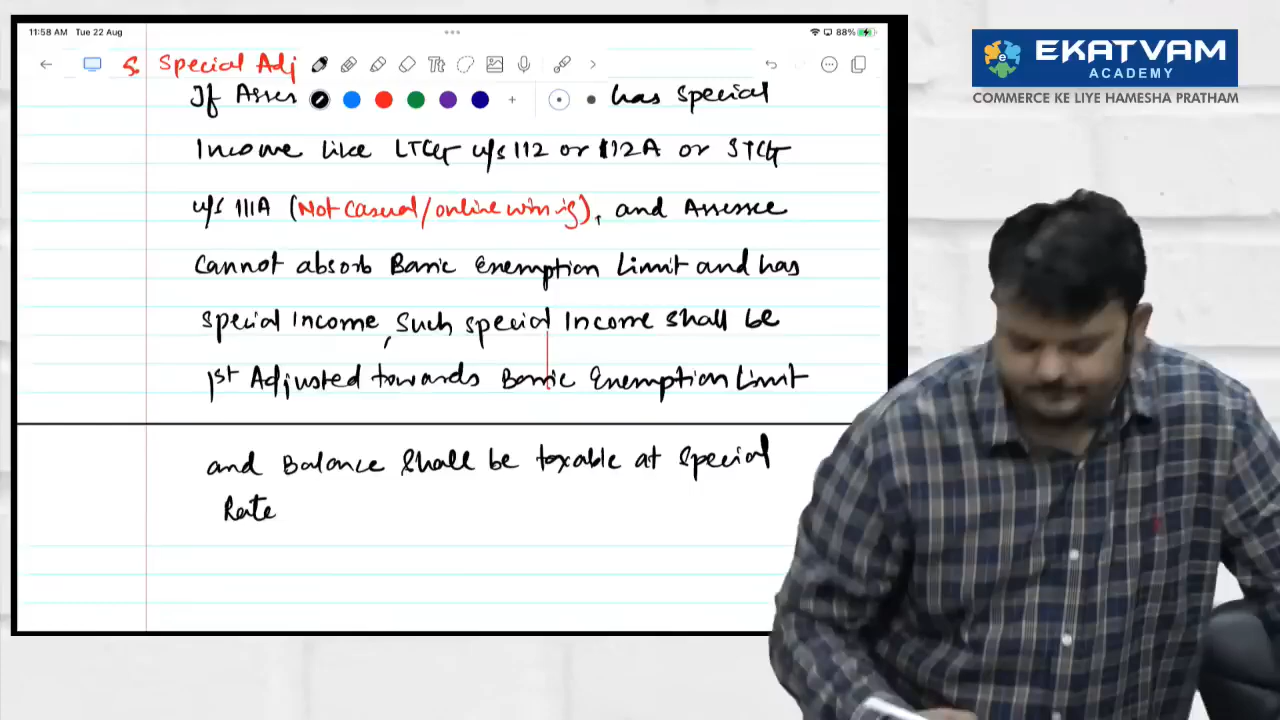 11:58 AM Tue 22 Aug
88%
EKATVAM
ACADEMY
COMMERCE KE LIYE HAMESHA PRATHAM
Special Adj
If Asses has special
Income like LTCG u/s 112 or 112A or STCG
u/s 111A (Not casual/online winig), and Assesse
cannot absorb Basic Exemption Limit and has
special Income, such special Income shall be
1st Adjusted towards Basic Exemption Limit
and Balance shall be taxable at special
Rate